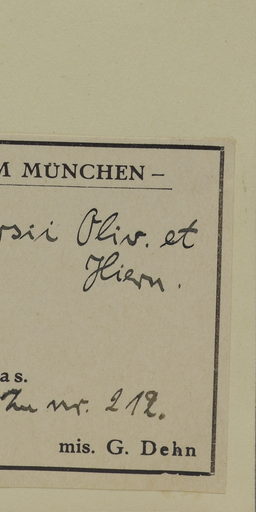 M MÜNCHEN –
rsii Oliv. et
Hiern.
as.
Zu nr. 212.
mis. G. Dehn